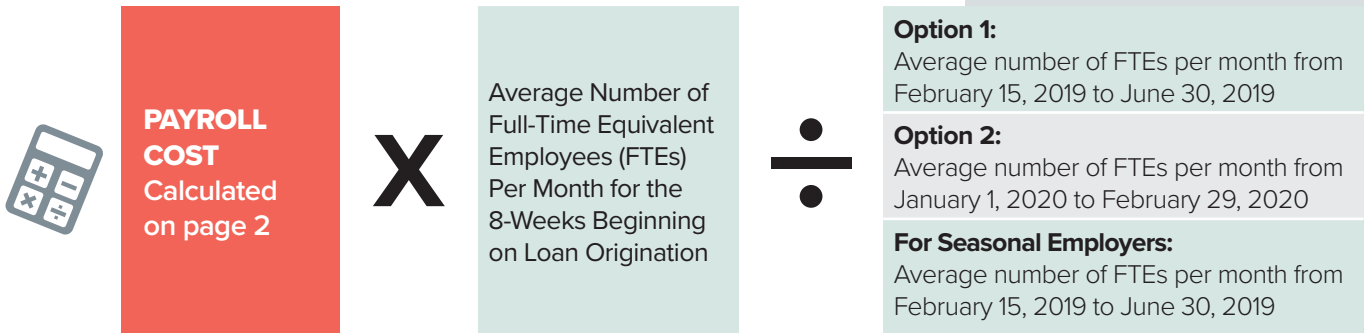 PAYROLL
COST
Calculated
on page 2
X
Average Number of
Full-Time Equivalent
Employees (FTEs)
Per Month for the
8-Weeks Beginning
on Loan Origination
÷
Option 1:
Average number of FTEs per month from
February 15, 2019 to June 30, 2019
Option 2:
Average number of FTEs per month from
January 1, 2020 to February 29, 2020
For Seasonal Employers:
Average number of FTEs per month from
February 15, 2019 to June 30, 2019